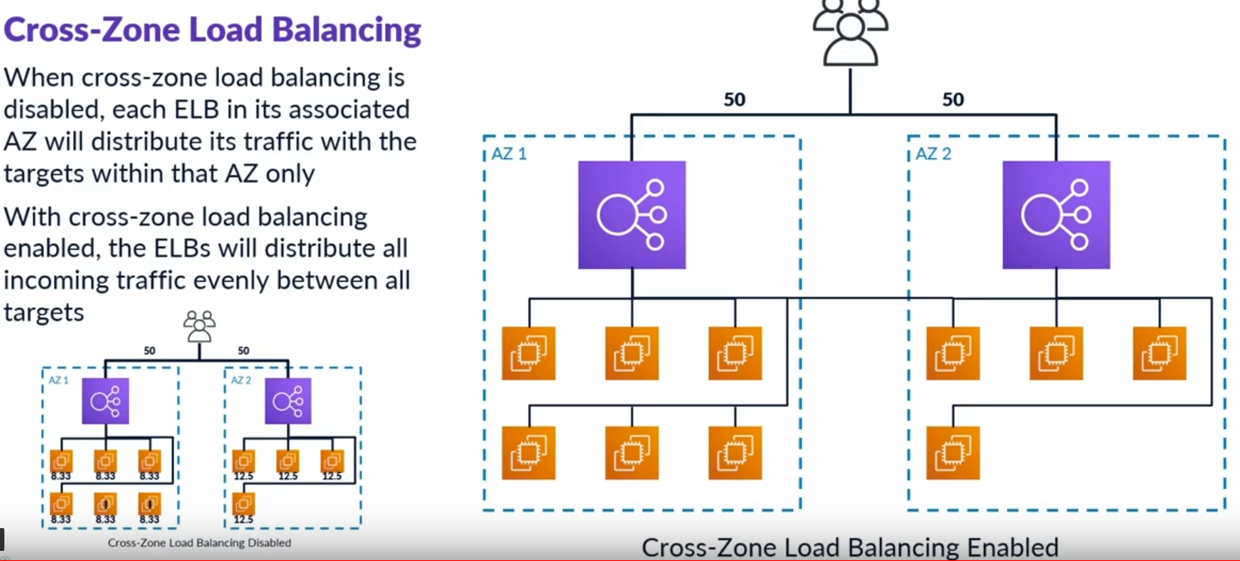 Cross-Zone Load Balancing
When cross-zone load balancing is
disabled, each ELB in its associated
AZ will distribute its traffic with the
targets within that AZ only
With cross-zone load balancing
enabled, the ELBs will distribute all
incoming traffic evenly between all
targets
50 50
AZ 1 AZ 2
8.33 8.33 8.33 12.5 12.5 12.5
8.33 8.33 8.33 12.5
Cross-Zone Load Balancing Disabled
50 50
AZ 1 AZ 2
Cross-Zone Load Balancing Enabled